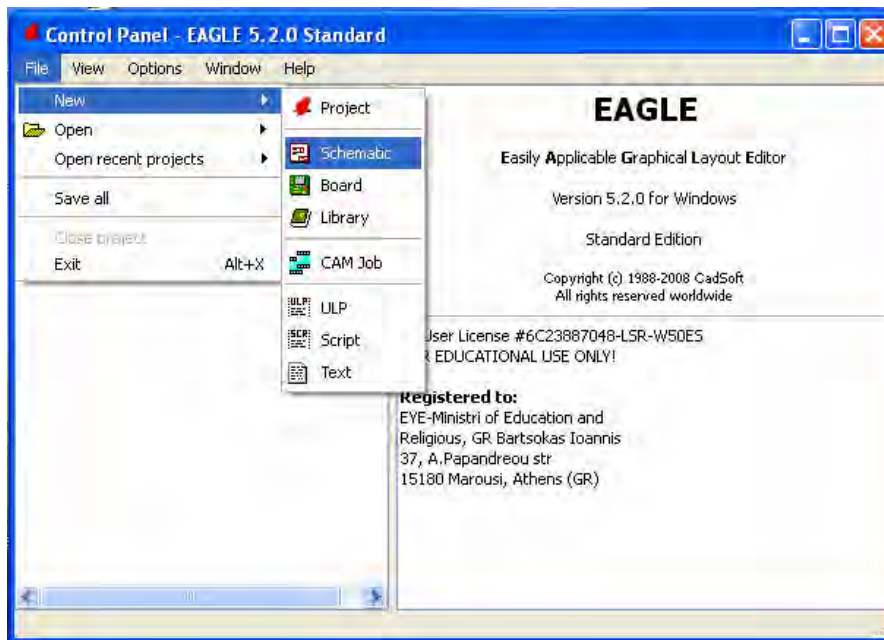 Control Panel - EAGLE 5.2.0 Standard
File View Options Window Help
New
Open
Open recent projects
Save all
Close project
Exit Alt+X
Project
Schematic
Board
Library
CAM Job
ULP
ULP
SCR
Script
Text
EAGLE
Easily Applicable Graphical Layout Editor
Version 5.2.0 for Windows
Standard Edition
Copyright (c) 1988-2008 CadSoft
All rights reserved worldwide
User License #6C23887048-LSR-W50ES
EDUCATIONAL USE ONLY!
Registered to:
EYE-Ministri of Education and
Religious, GR Bartsokas Ioannis
37, A.Papandreou str
15180 Marousi, Athens (GR)